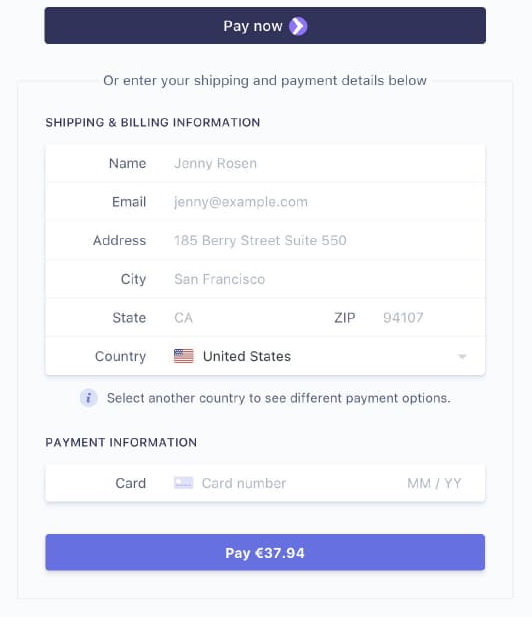 Pay now
Or enter your shipping and payment details below
SHIPPING & BILLING INFORMATION
Name Jenny Rosen
Email jenny@example.com
Address 185 Berry Street Suite 550
City San Francisco
State CA ZIP 94107
Country United States
i Select another country to see different payment options.
PAYMENT INFORMATION
Card Card number MM / YY
Pay €37.94